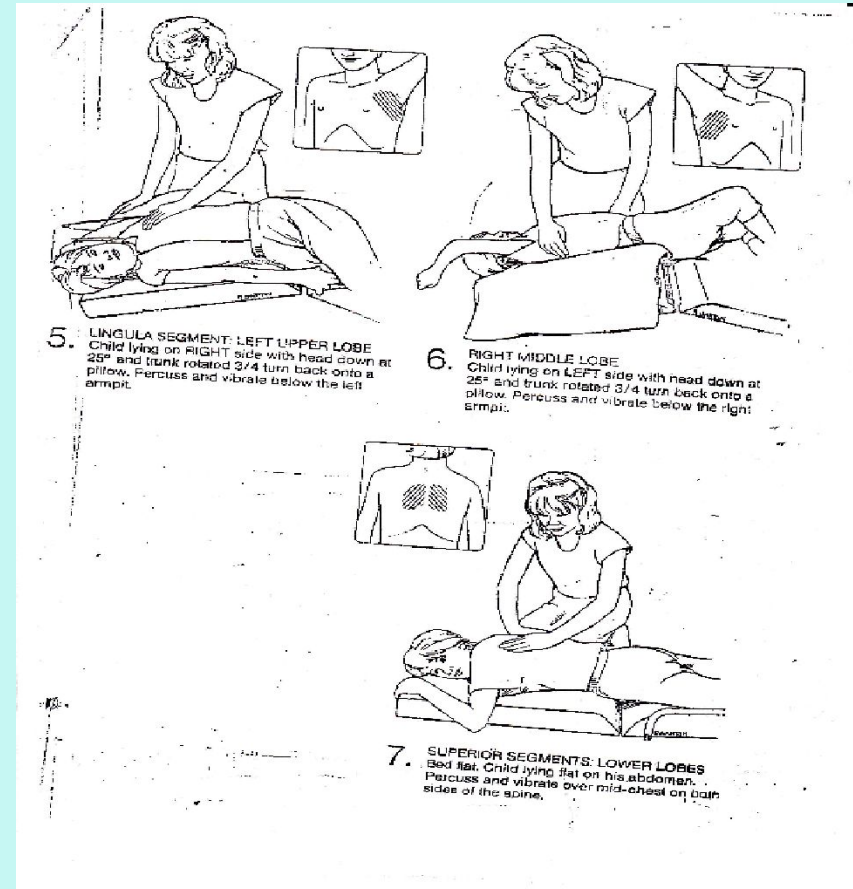 5. LINGULA SEGMENT: LEFT UPPER LOBE
Child lying on RIGHT side with head down at
25° and trunk rotated 3/4 turn back onto a
pillow. Percuss and vibrate below the left
armpit.
6. RIGHT MIDDLE LOBE
Child lying on LEFT side with head down at
25° and trunk rotated 3/4 turn back onto a
pillow. Percuss and vibrate below the right
armpit.
7. SUPERIOR SEGMENTS: LOWER LOBES
Bed flat. Child lying flat on his abdomen.
Percuss and vibrate over mid-chest on both
sides of the spine.